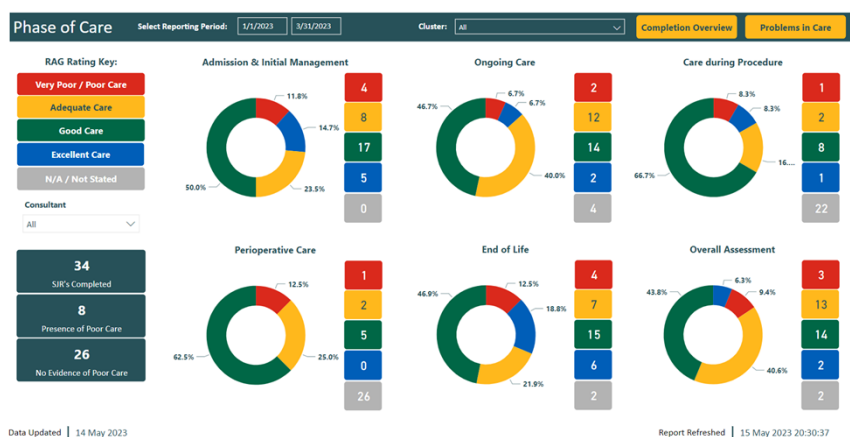 Phase of Care
Select Reporting Period: 1/1/2023 3/31/2023
Cluster: All
Completion Overview
Problems in Care
RAG Rating Key:
Very Poor / Poor Care
Adequate Care
Good Care
Excellent Care
N/A / Not Stated
Consultant
All
34
SJR's Completed
8
Presence of Poor Care
26
No Evidence of Poor Care
Admission & Initial Management
11.8%
14.7%
23.5%
50.0%
4
8
17
5
0
Ongoing Care
6.7%
6.7%
40.0%
46.7%
2
12
14
2
4
Care during Procedure
8.3%
8.3%
16....
66.7%
1
2
8
1
22
Perioperative Care
12.5%
25.0%
62.5%
1
2
5
0
26
End of Life
12.5%
18.8%
21.9%
46.9%
4
7
15
6
2
Overall Assessment
6.3%
9.4%
40.6%
43.8%
3
13
14
2
2
Data Updated 14 May 2023
Report Refreshed 15 May 2023 20:30:37